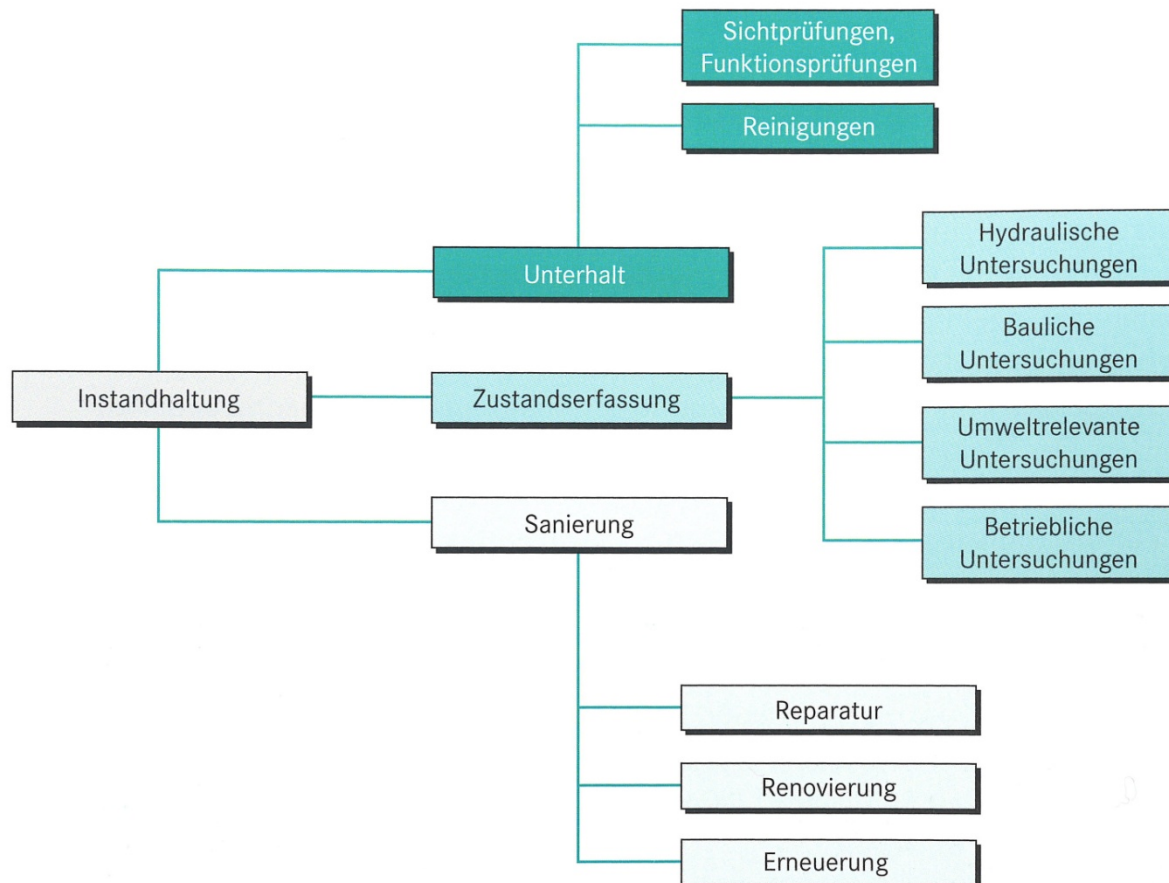 Sichtprüfungen,
Funktionsprüfungen
Reinigungen
Unterhalt
Hydraulische
Untersuchungen
Bauliche
Untersuchungen
Instandhaltung
Zustandserfassung
Umweltrelevante
Untersuchungen
Sanierung
Betriebliche
Untersuchungen
Reparatur
Renovierung
Erneuerung